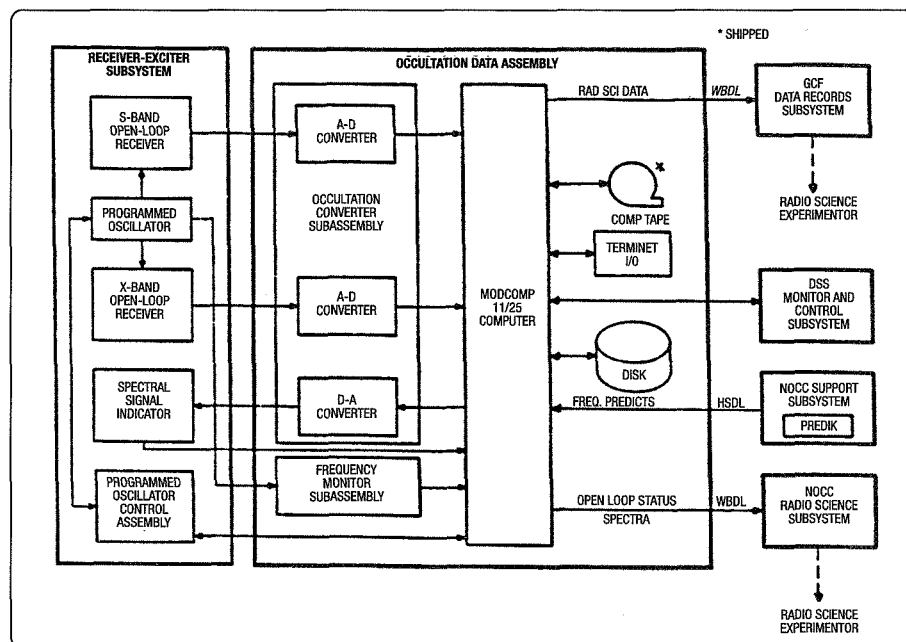 * SHIPPED
RECEIVER-EXCITER
SUBSYSTEM
OCCULTATION DATA ASSEMBLY
S-BAND
OPEN-LOOP
RECEIVER
A-D
CONVERTER
RAD SCI DATA
WBDL
GCF
DATA RECORDS
SUBSYSTEM
RADIO SCIENCE
EXPERIMENTOR
PROGRAMMED
OSCILLATOR
OCCULTATION
CONVERTER
SUBASSEMBLY
*
COMP TAPE
TERMINET
I/O
X-BAND
OPEN-LOOP
RECEIVER
A-D
CONVERTER
MODCOMP
11/25
COMPUTER
DSS
MONITOR AND
CONTROL
SUBSYSTEM
DISK
SPECTRAL
SIGNAL
INDICATOR
D-A
CONVERTER
FREQ. PREDICTS
HSDL
NOCC SUPPORT
SUBSYSTEM
PREDIK
FREQUENCY
MONITOR
SUBASSEMBLY
PROGRAMMED
OSCILLATOR
CONTROL
ASSEMBLY
OPEN LOOP STATUS
SPECTRA
WBDL
NOCC
RADIO SCIENCE
SUBSYSTEM
RADIO SCIENCE
EXPERIMENTOR